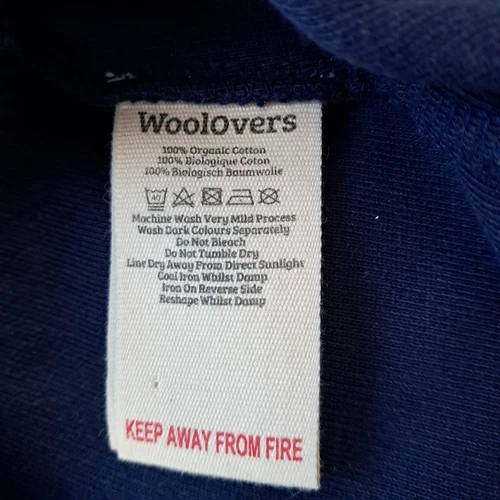 WoolOvers
100% Organic Cotton
100% Biologique Coton
100% Biologisch Baumwolle
40
Machine Wash Very Mild Process
Wash Dark Colours Separately
Do Not Bleach
Do Not Tumble Dry
Line Dry Away From Direct Sunlight
Cool Iron Whilst Damp
Iron On Reverse Side
Reshape Whilst Damp
KEEP AWAY FROM FIRE